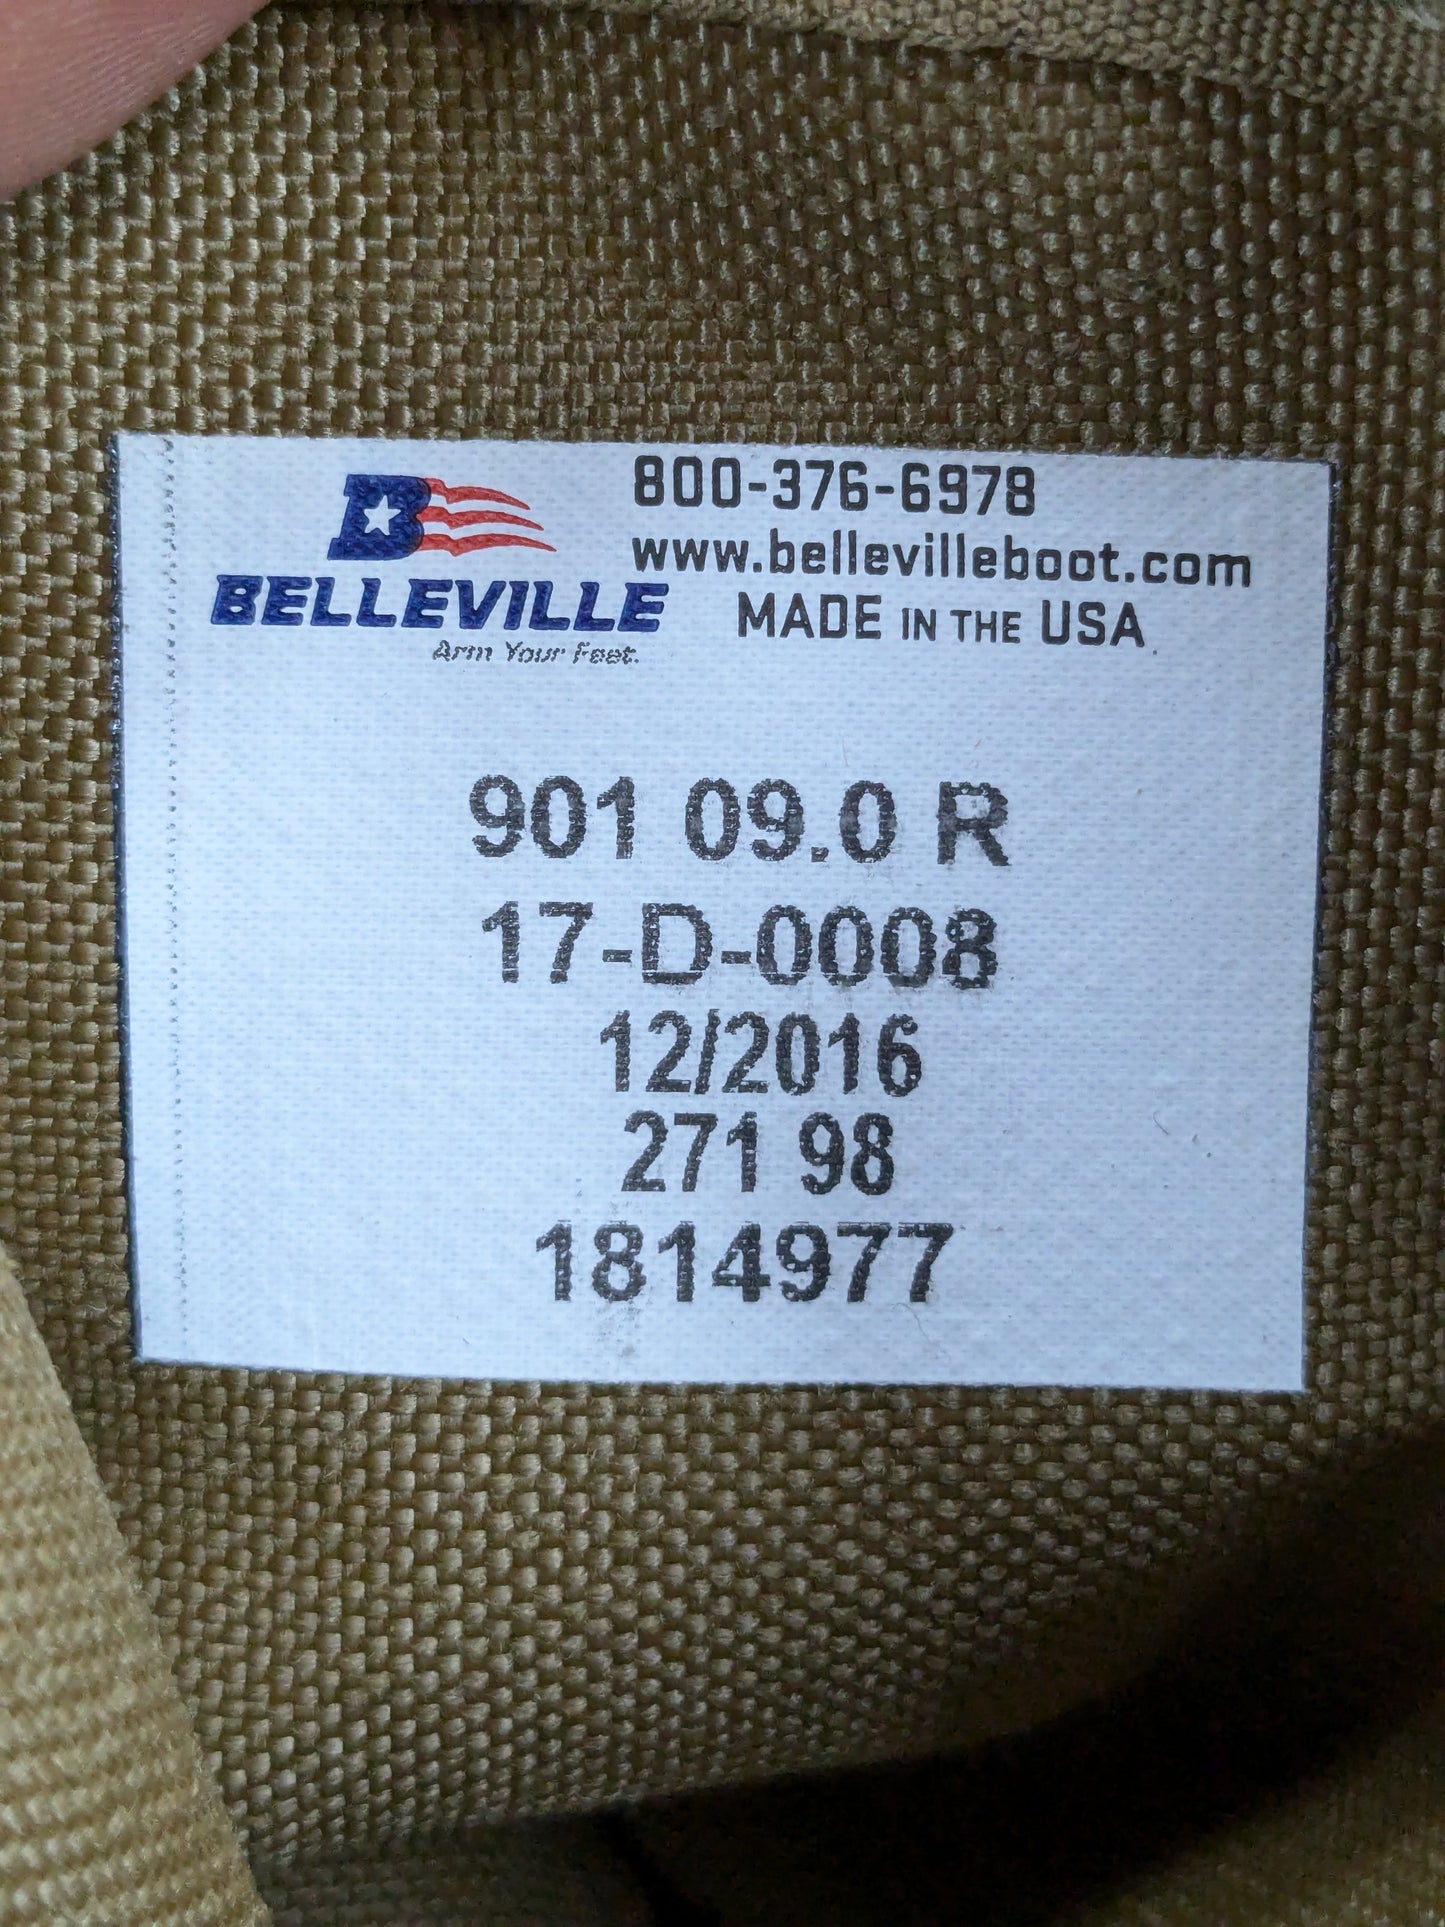 B
BELLEVILLE
Arm Your Feet.
800-376-6978
www.bellevilleboot.com
MADE IN THE USA
901 09.0 R
17-D-0008
12/2016
271 98
1814977